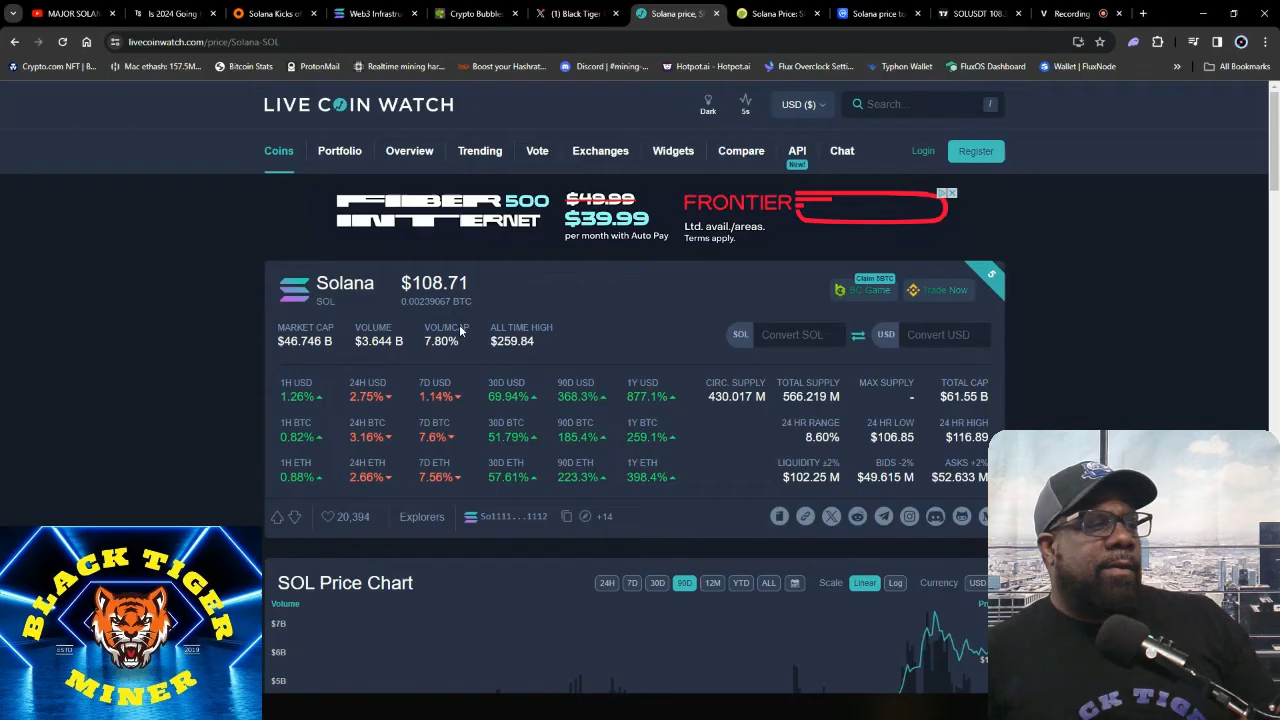 MAJOR SOLAN
Is 2024 Going
Solana Kicks o
Web3 Infrastru
Crypto Bubble
(1) Black Tiger
Solana price, S
Solana Price: S
Solana price to
SOLUSDT 108.
Recording
livecoinwatch.com/price/Solana-SOL
Crypto.com NFT | B...
Mac ethash: 157.5M...
Bitcoin Stats
ProtonMail
Realtime mining har...
Boost your Hashrat...
Discord | #mining-...
Hotpot.ai - Hotpot.ai
Flux Overclock Setti...
Typhon Wallet
FluxOS Dashboard
Wallet | FluxNode
All Bookmarks
LIVE COIN WATCH
Dark
5s
USD ($)
Search...
/
Coins Portfolio Overview Trending Vote Exchanges Widgets Compare API Chat Login Register
New!
FIBER 500
INTERNET
$49.99
$39.99
per month with Auto Pay
FRONTIER
Ltd. avail./areas.
Terms apply.
Solana
SOL
$108.71
0.00239067 BTC
Claim 5BTC
BC Game
Trade Now
5
MARKET CAP VOLUME VOL/MCAP ALL TIME HIGH
$46.746 B $3.644 B 7.80% $259.84
SOL Convert SOL USD Convert USD
1H USD 24H USD 7D USD 30D USD 90D USD 1Y USD CIRC. SUPPLY TOTAL SUPPLY MAX SUPPLY TOTAL CAP
1.26% 2.75% 1.14% 69.94% 368.3% 877.1% 430.017 M 566.219 M - $61.55 B
1H BTC 24H BTC 7D BTC 30D BTC 90D BTC 1Y BTC 24 HR RANGE 24 HR LOW 24 HR HIGH
0.82% 3.16% 7.6% 51.79% 185.4% 259.1% 8.60% $106.85 $116.89
1H ETH 24H ETH 7D ETH 30D ETH 90D ETH 1Y ETH LIQUIDITY ±2% BIDS -2% ASKS +2%
0.88% 2.66% 7.56% 57.61% 223.3% 398.4% $102.25 M $49.615 M $52.633 M
20,394 Explorers So1111...1112 +14
SOL Price Chart
24H 7D 30D 90D 12M YTD ALL Scale Linear Log Currency USD
Volume
$7B
$6B
$5B
BLACK TIGER
ESTD 2019
MINER
CK TIG